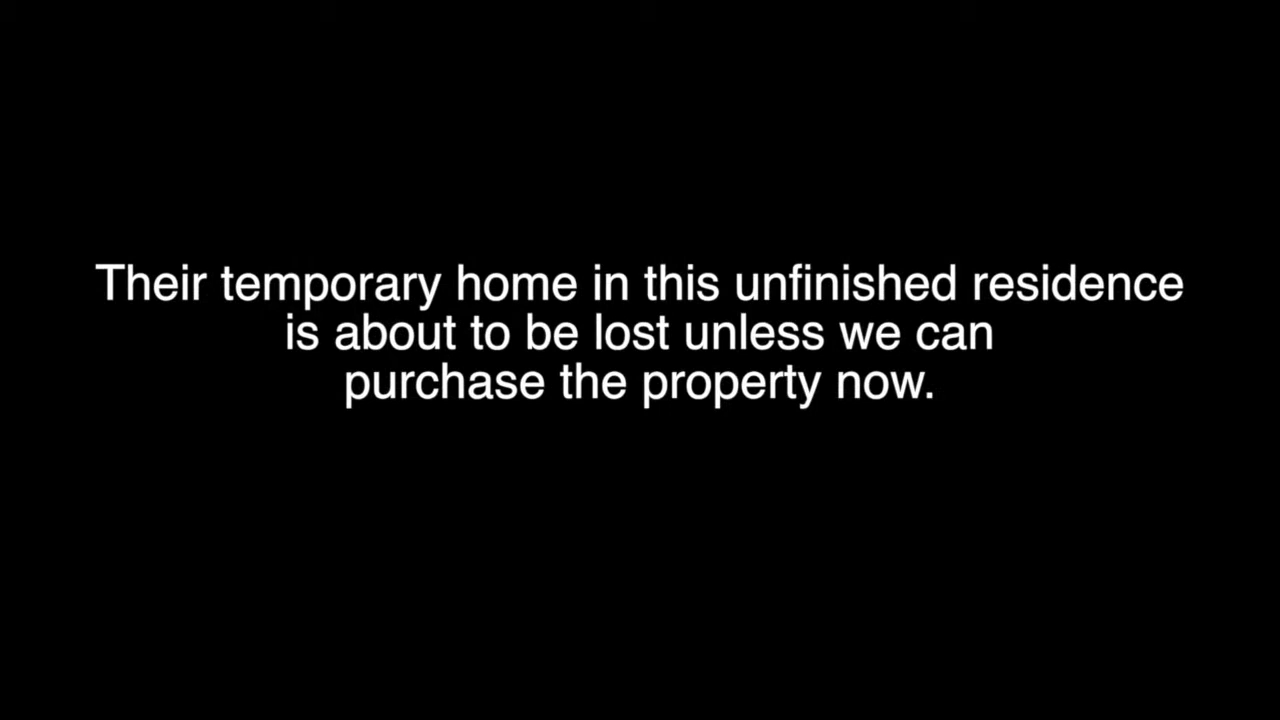 Their temporary home in this unfinished residence
is about to be lost unless we can
purchase the property now.